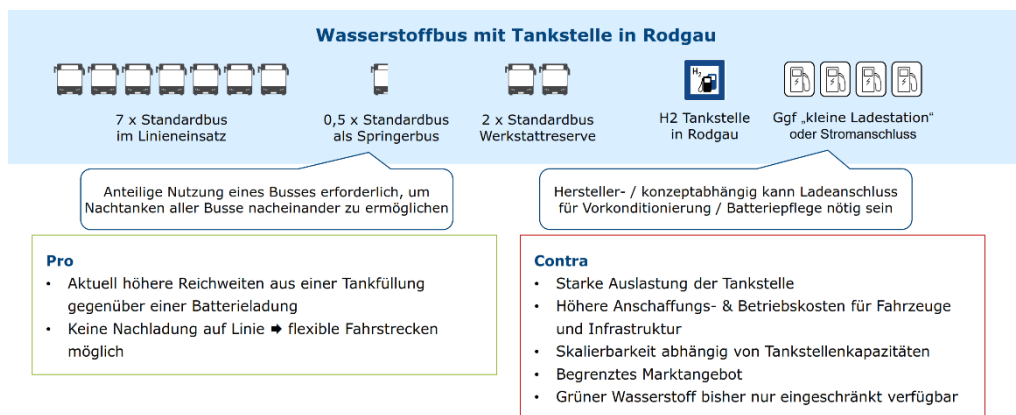 Wasserstoffbus mit Tankstelle in Rodgau
H₂
7 x Standardbus
im Linieneinsatz
0,5 x Standardbus
als Springerbus
2 x Standardbus
Werkstattreserve
H2 Tankstelle
in Rodgau
Ggf „kleine Ladestation"
oder Stromanschluss
Anteilige Nutzung eines Busses erforderlich, um
Nachtanken aller Busse nacheinander zu ermöglichen
Hersteller- / konzeptabhängig kann Ladeanschluss
für Vorkonditionierung / Batteriepflege nötig sein
Pro
• Aktuell höhere Reichweiten aus einer Tankfüllung
gegenüber einer Batterieladung
• Keine Nachladung auf Linie 🡆 flexible Fahrstrecken
möglich
Contra
• Starke Auslastung der Tankstelle
• Höhere Anschaffungs- & Betriebskosten für Fahrzeuge
und Infrastruktur
• Skalierbarkeit abhängig von Tankstellenkapazitäten
• Begrenztes Marktangebot
• Grüner Wasserstoff bisher nur eingeschränkt verfügbar